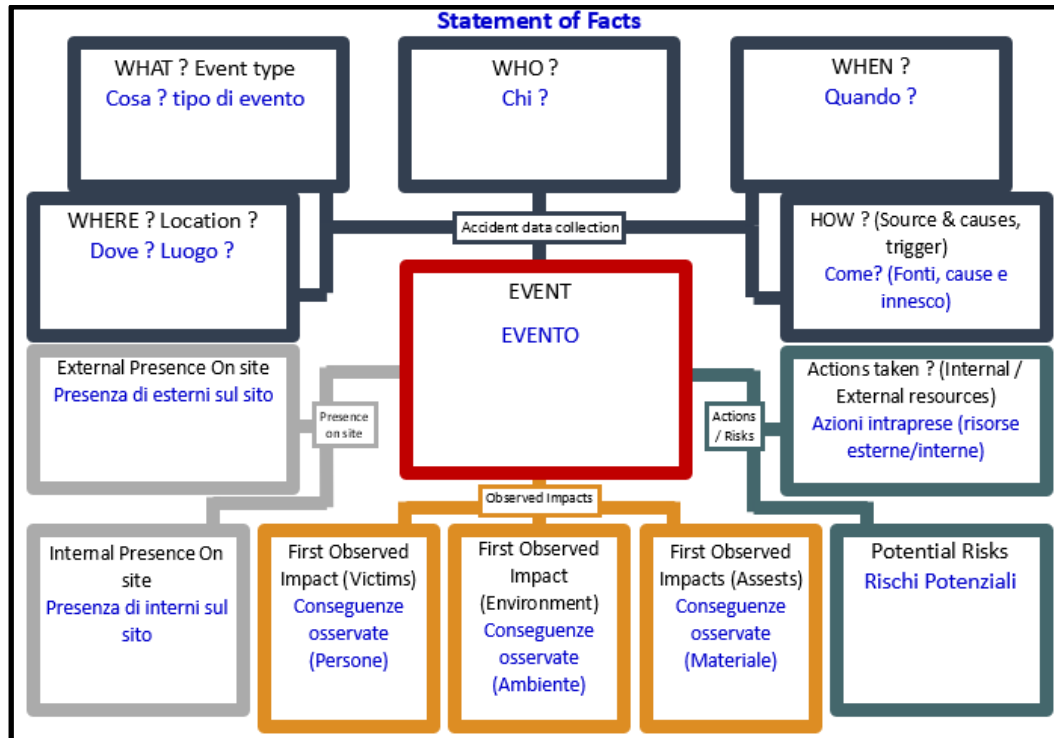 Statement of Facts
WHAT ? Event type
Cosa ? tipo di evento
WHO ?
Chi ?
WHEN ?
Quando ?
WHERE ? Location ?
Dove ? Luogo ?
Accident data collection
HOW ? (Source & causes,
trigger)
Come? (Fonti, cause e
innesco)
EVENT
EVENTO
External Presence On site
Presenza di esterni sul sito
Presence
on site
Actions
/ Risks
Actions taken ? (Internal /
External resources)
Azioni intraprese (risorse
esterne/interne)
Observed Impacts
Internal Presence On
site
Presenza di interni sul
sito
First Observed
Impact (Victims)
Conseguenze
osservate
(Persone)
First Observed
Impact
(Environment)
Conseguenze
osservate
(Ambiente)
First Observed
Impacts (Assests)
Conseguenze
osservate
(Materiale)
Potential Risks
Rischi Potenziali